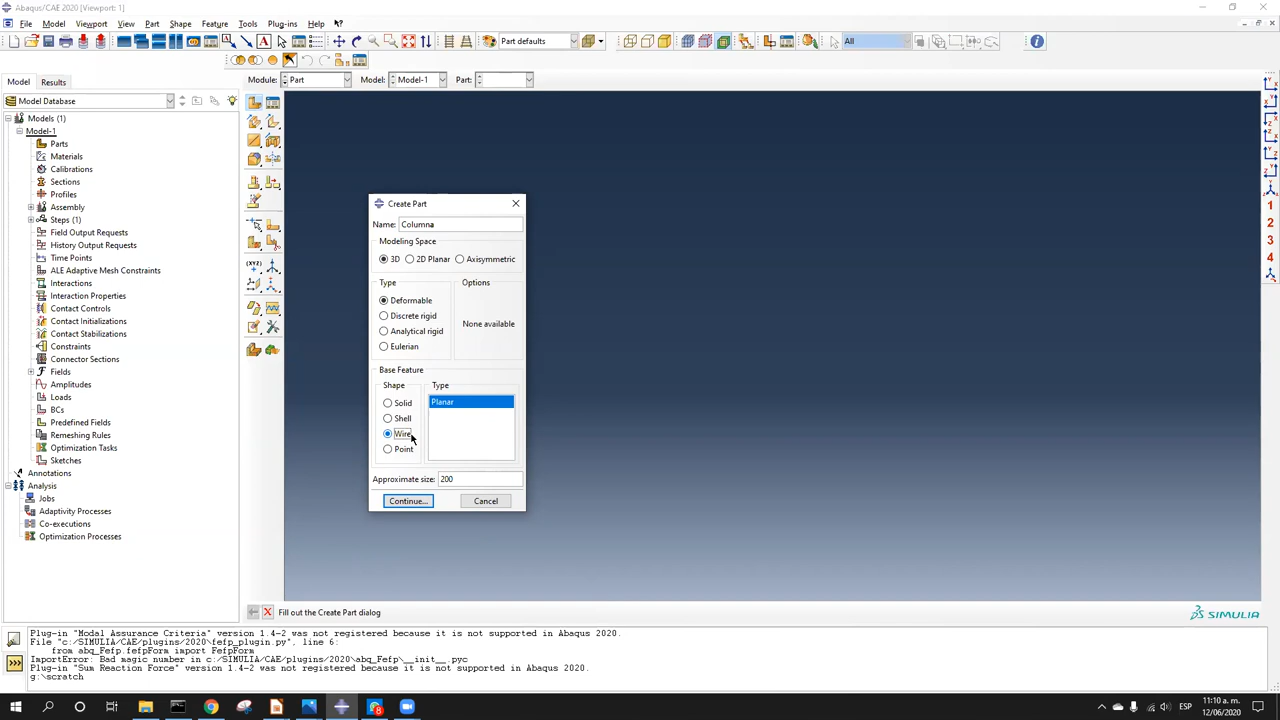 Abaqus/CAE 2020 [Viewport: 1]
File Model Viewport View Part Shape Feature Tools Plug-ins Help
Part defaults All
Module: Part Model: Model-1 Part:
Model Results
Model Database
Models (1)
Model-1
Parts
Materials
Calibrations
Sections
Profiles
Assembly
Steps (1)
Field Output Requests
History Output Requests
Time Points
ALE Adaptive Mesh Constraints
Interactions
Interaction Properties
Contact Controls
Contact Initializations
Contact Stabilizations
Constraints
Connector Sections
Fields
Amplitudes
Loads
BCs
Predefined Fields
Remeshing Rules
Optimization Tasks
Sketches
Annotations
Analysis
Jobs
Adaptivity Processes
Co-executions
Optimization Processes
(XYZ)
Create Part
Name: Columna
Modeling Space
3D 2D Planar Axisymmetric
Type Options
Deformable
Discrete rigid
None available
Analytical rigid
Eulerian
Base Feature
Shape Type
Solid Planar
Shell
Wire
Point
Approximate size: 200
Continue... Cancel
1
2
3
4
Fill out the Create Part dialog
SIMULIA
Plug-in "Modal Assurance Criteria" version 1.4-2 was not registered because it is not supported in Abaqus 2020.
File "c:/SIMULIA/CAE/plugins/2020\fefp_plugin.py", line 6:
from abq_Fefp.fefpForm import FefpForm
ImportError: Bad magic number in c:/SIMULIA/CAE/plugins/2020\abq_Fefp\__init__.pyc
Plug-in "Sum Reaction Force" version 1.4-2 was not registered because it is not supported in Abaqus 2020.
g:\scratch
>>>
ESP
11:10 a. m.
12/06/2020